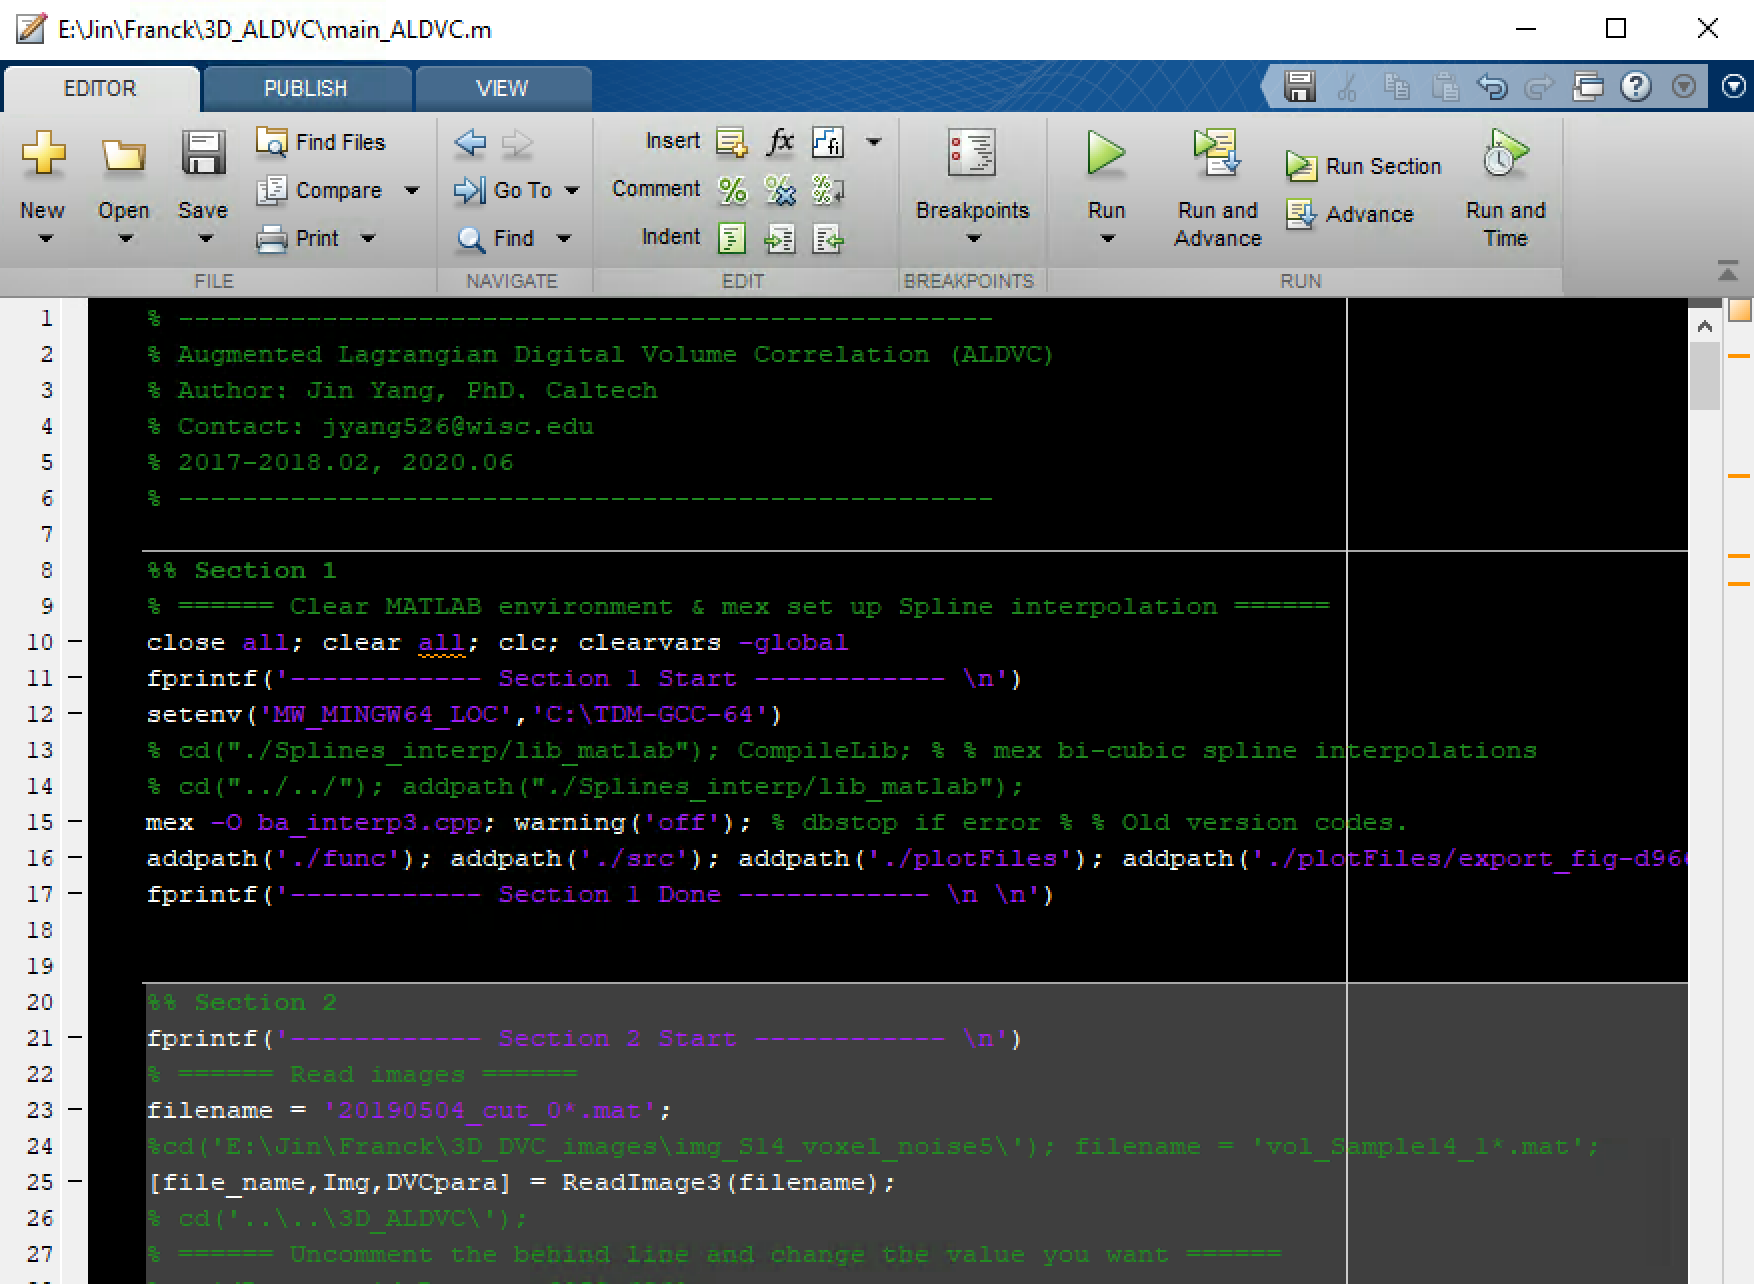 E:\Jin\Franck\3D_ALDVC\main_ALDVC.m
EDITOR PUBLISH VIEW
New Open Save Find Files Compare Print
FILE
Go To Find
NAVIGATE
Insert fx fi
Comment
Indent
EDIT
Breakpoints
BREAKPOINTS
Run Run and Advance Run Section Advance Run and Time
RUN
1 % ---------------------------------------------------
2 % Augmented Lagrangian Digital Volume Correlation (ALDVC)
3 % Author: Jin Yang, PhD. Caltech
4 % Contact: jyang526@wisc.edu
5 % 2017-2018.02, 2020.06
6 % ---------------------------------------------------
7
8 %% Section 1
9 % ====== Clear MATLAB environment & mex set up Spline interpolation ======
10 close all; clear all; clc; clearvars -global
11 fprintf('------------ Section 1 Start ------------ \n')
12 setenv('MW_MINGW64_LOC','C:\TDM-GCC-64')
13 % cd("./Splines_interp/lib_matlab"); CompileLib; % % mex bi-cubic spline interpolations
14 % cd("../../"); addpath("./Splines_interp/lib_matlab");
15 mex -O ba_interp3.cpp; warning('off'); % dbstop if error % % Old version codes.
16 addpath('./func'); addpath('./src'); addpath('./plotFiles'); addpath('./plotFiles/export_fig-d96
17 fprintf('------------ Section 1 Done ------------ \n \n')
18
19
20 %% Section 2
21 fprintf('------------ Section 2 Start ------------ \n')
22 % ====== Read images ======
23 filename = '20190504_cut_0*.mat';
24 %cd('E:\Jin\Franck\3D_DVC_images\img_S14_voxel_noise5\'); filename = 'vol_Sample14_1*.mat';
25 [file_name,Img,DVCpara] = ReadImage3(filename);
26 % cd('..\..\3D_ALDVC\');
27 % ====== Uncomment the behind line and change the value you want ======